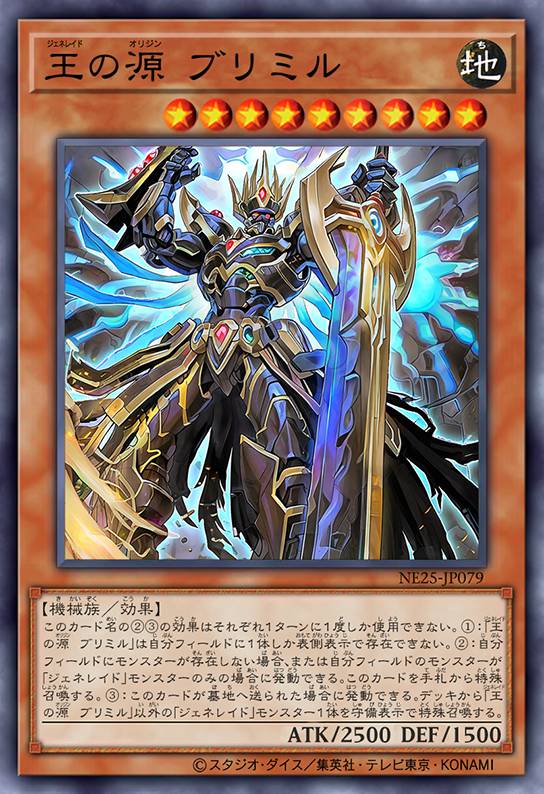 ジェネレイド オリジン
王の源 ブリミル
ち
地
NE25-JP079
【機械族/効果】
このカード名の②③の効果はそれぞれ1ターンに1度しか使用できない。①:「王
の源 ブリミル」は自分フィールドに1体しか表側表示で存在できない。②:自分
フィールドにモンスターが存在しない場合、または自分フィールドのモンスターが
「ジェネレイド」モンスターのみの場合に発動できる。このカードを手札から特殊
召喚する。③:このカードが墓地へ送られた場合に発動できる。デッキから「王
の源 ブリミル」以外の「ジェネレイド」モンスター1体を守備表示で特殊召喚する。
ATK/2500 DEF/1500
©スタジオ・ダイス/集英社・テレビ東京・KONAMI